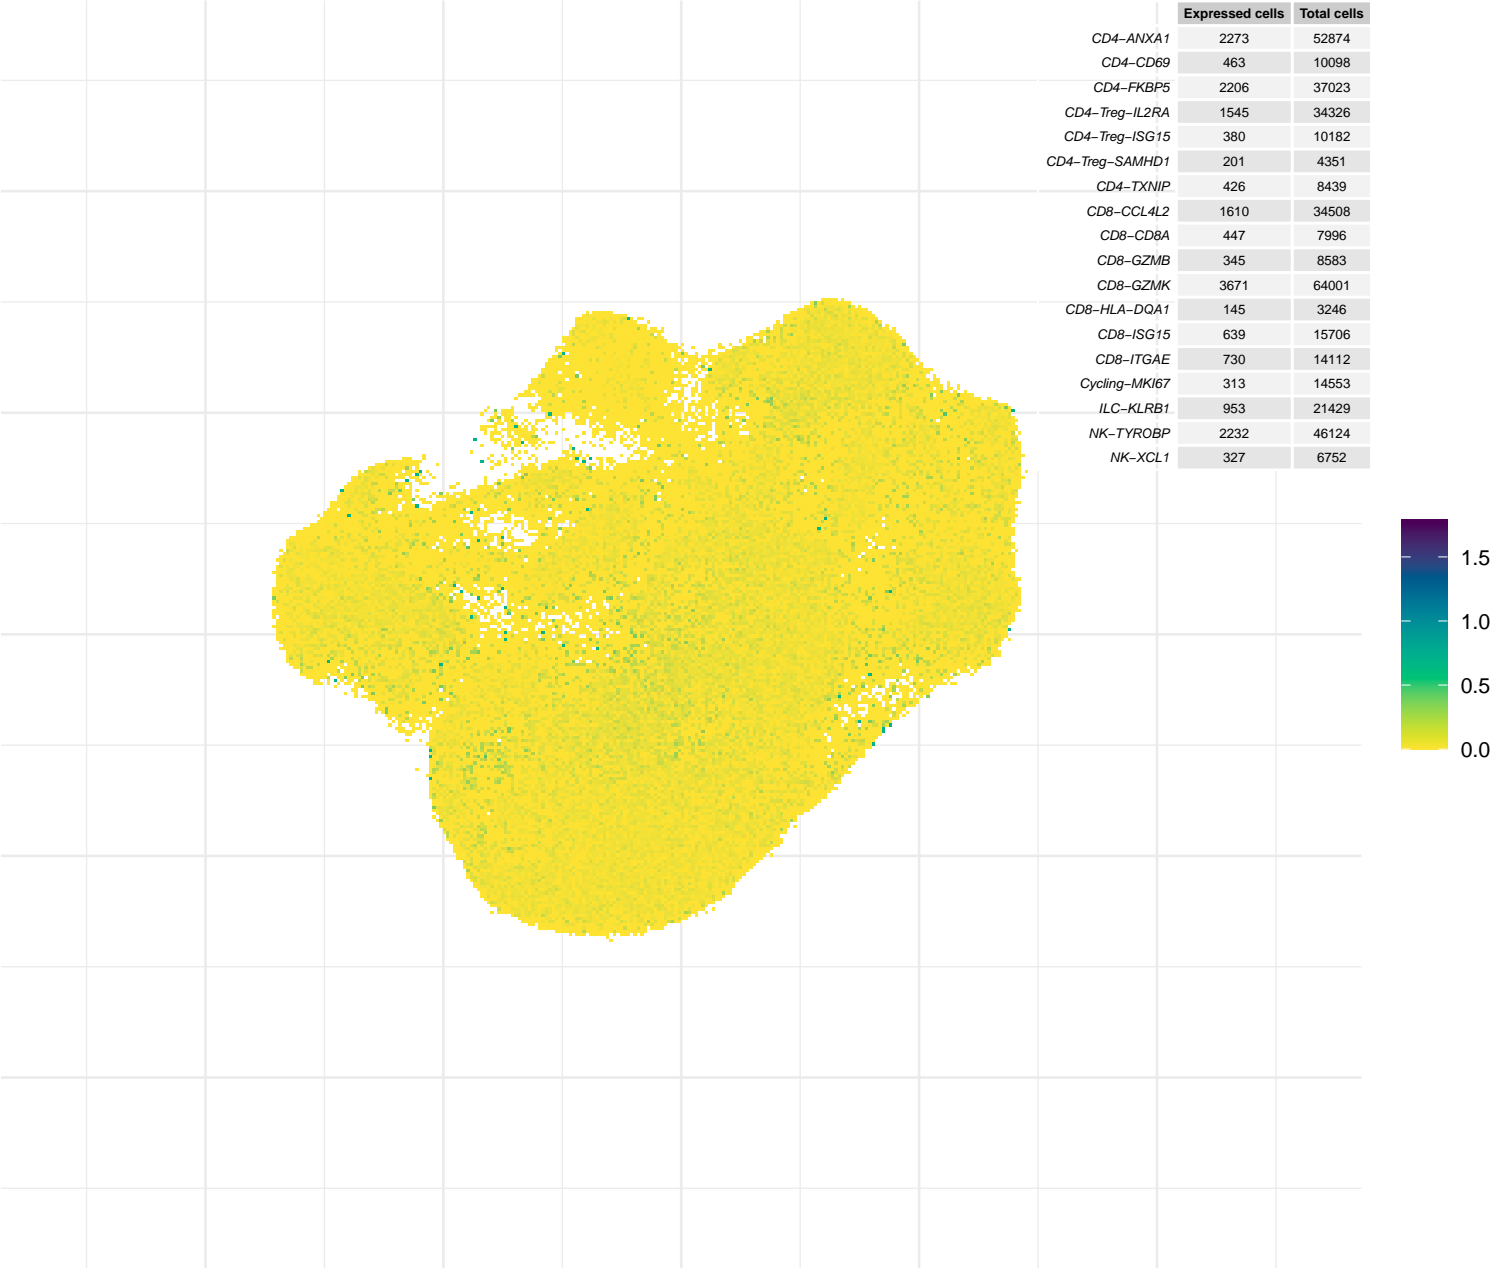 Expressed cells Total cells
CD4−ANXA1 2273 52874
CD4−CD69 463 10098
CD4−FKBP5 2206 37023
CD4−Treg−IL2RA 1545 34326
CD4−Treg−ISG15 380 10182
CD4−Treg−SAMHD1 201 4351
CD4−TXNIP 426 8439
CD8−CCL4L2 1610 34508
CD8−CD8A 447 7996
CD8−GZMB 345 8583
CD8−GZMK 3671 64001
CD8−HLA−DQA1 145 3246
CD8−ISG15 639 15706
CD8−ITGAE 730 14112
Cycling−MKI67 313 14553
ILC−KLRB1 953 21429
NK−TYROBP 2232 46124
NK−XCL1 327 6752
1.5
1.0
0.5
0.0